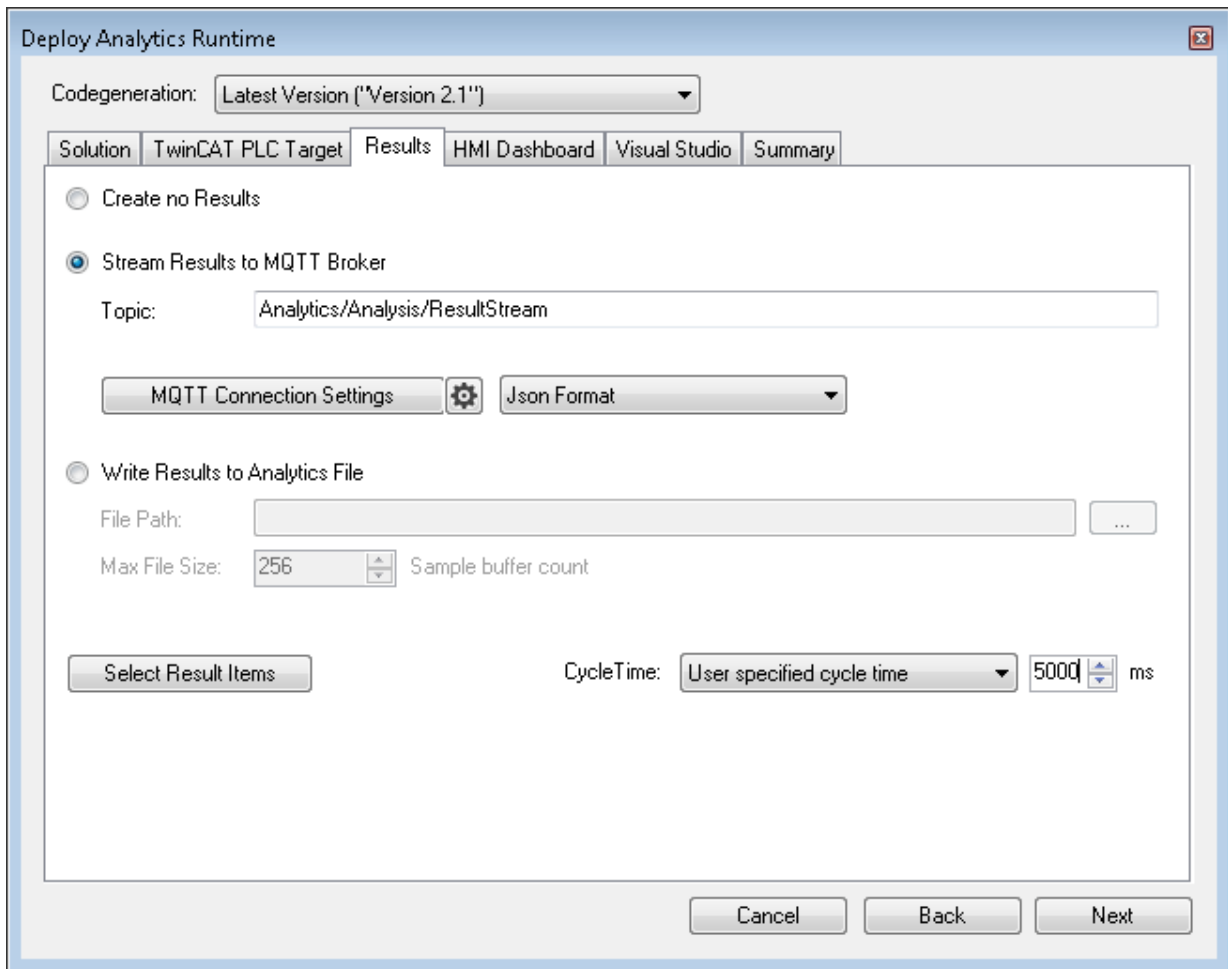 Deploy Analytics Runtime
Codegeneration: Latest Version ("Version 2.1")
Solution TwinCAT PLC Target Results HMI Dashboard Visual Studio Summary
Create no Results
Stream Results to MQTT Broker
Topic: Analytics/Analysis/ResultStream
MQTT Connection Settings Json Format
Write Results to Analytics File
File Path: ...
Max File Size: 256 Sample buffer count
Select Result Items CycleTime: User specified cycle time 5000 ms
Cancel Back Next